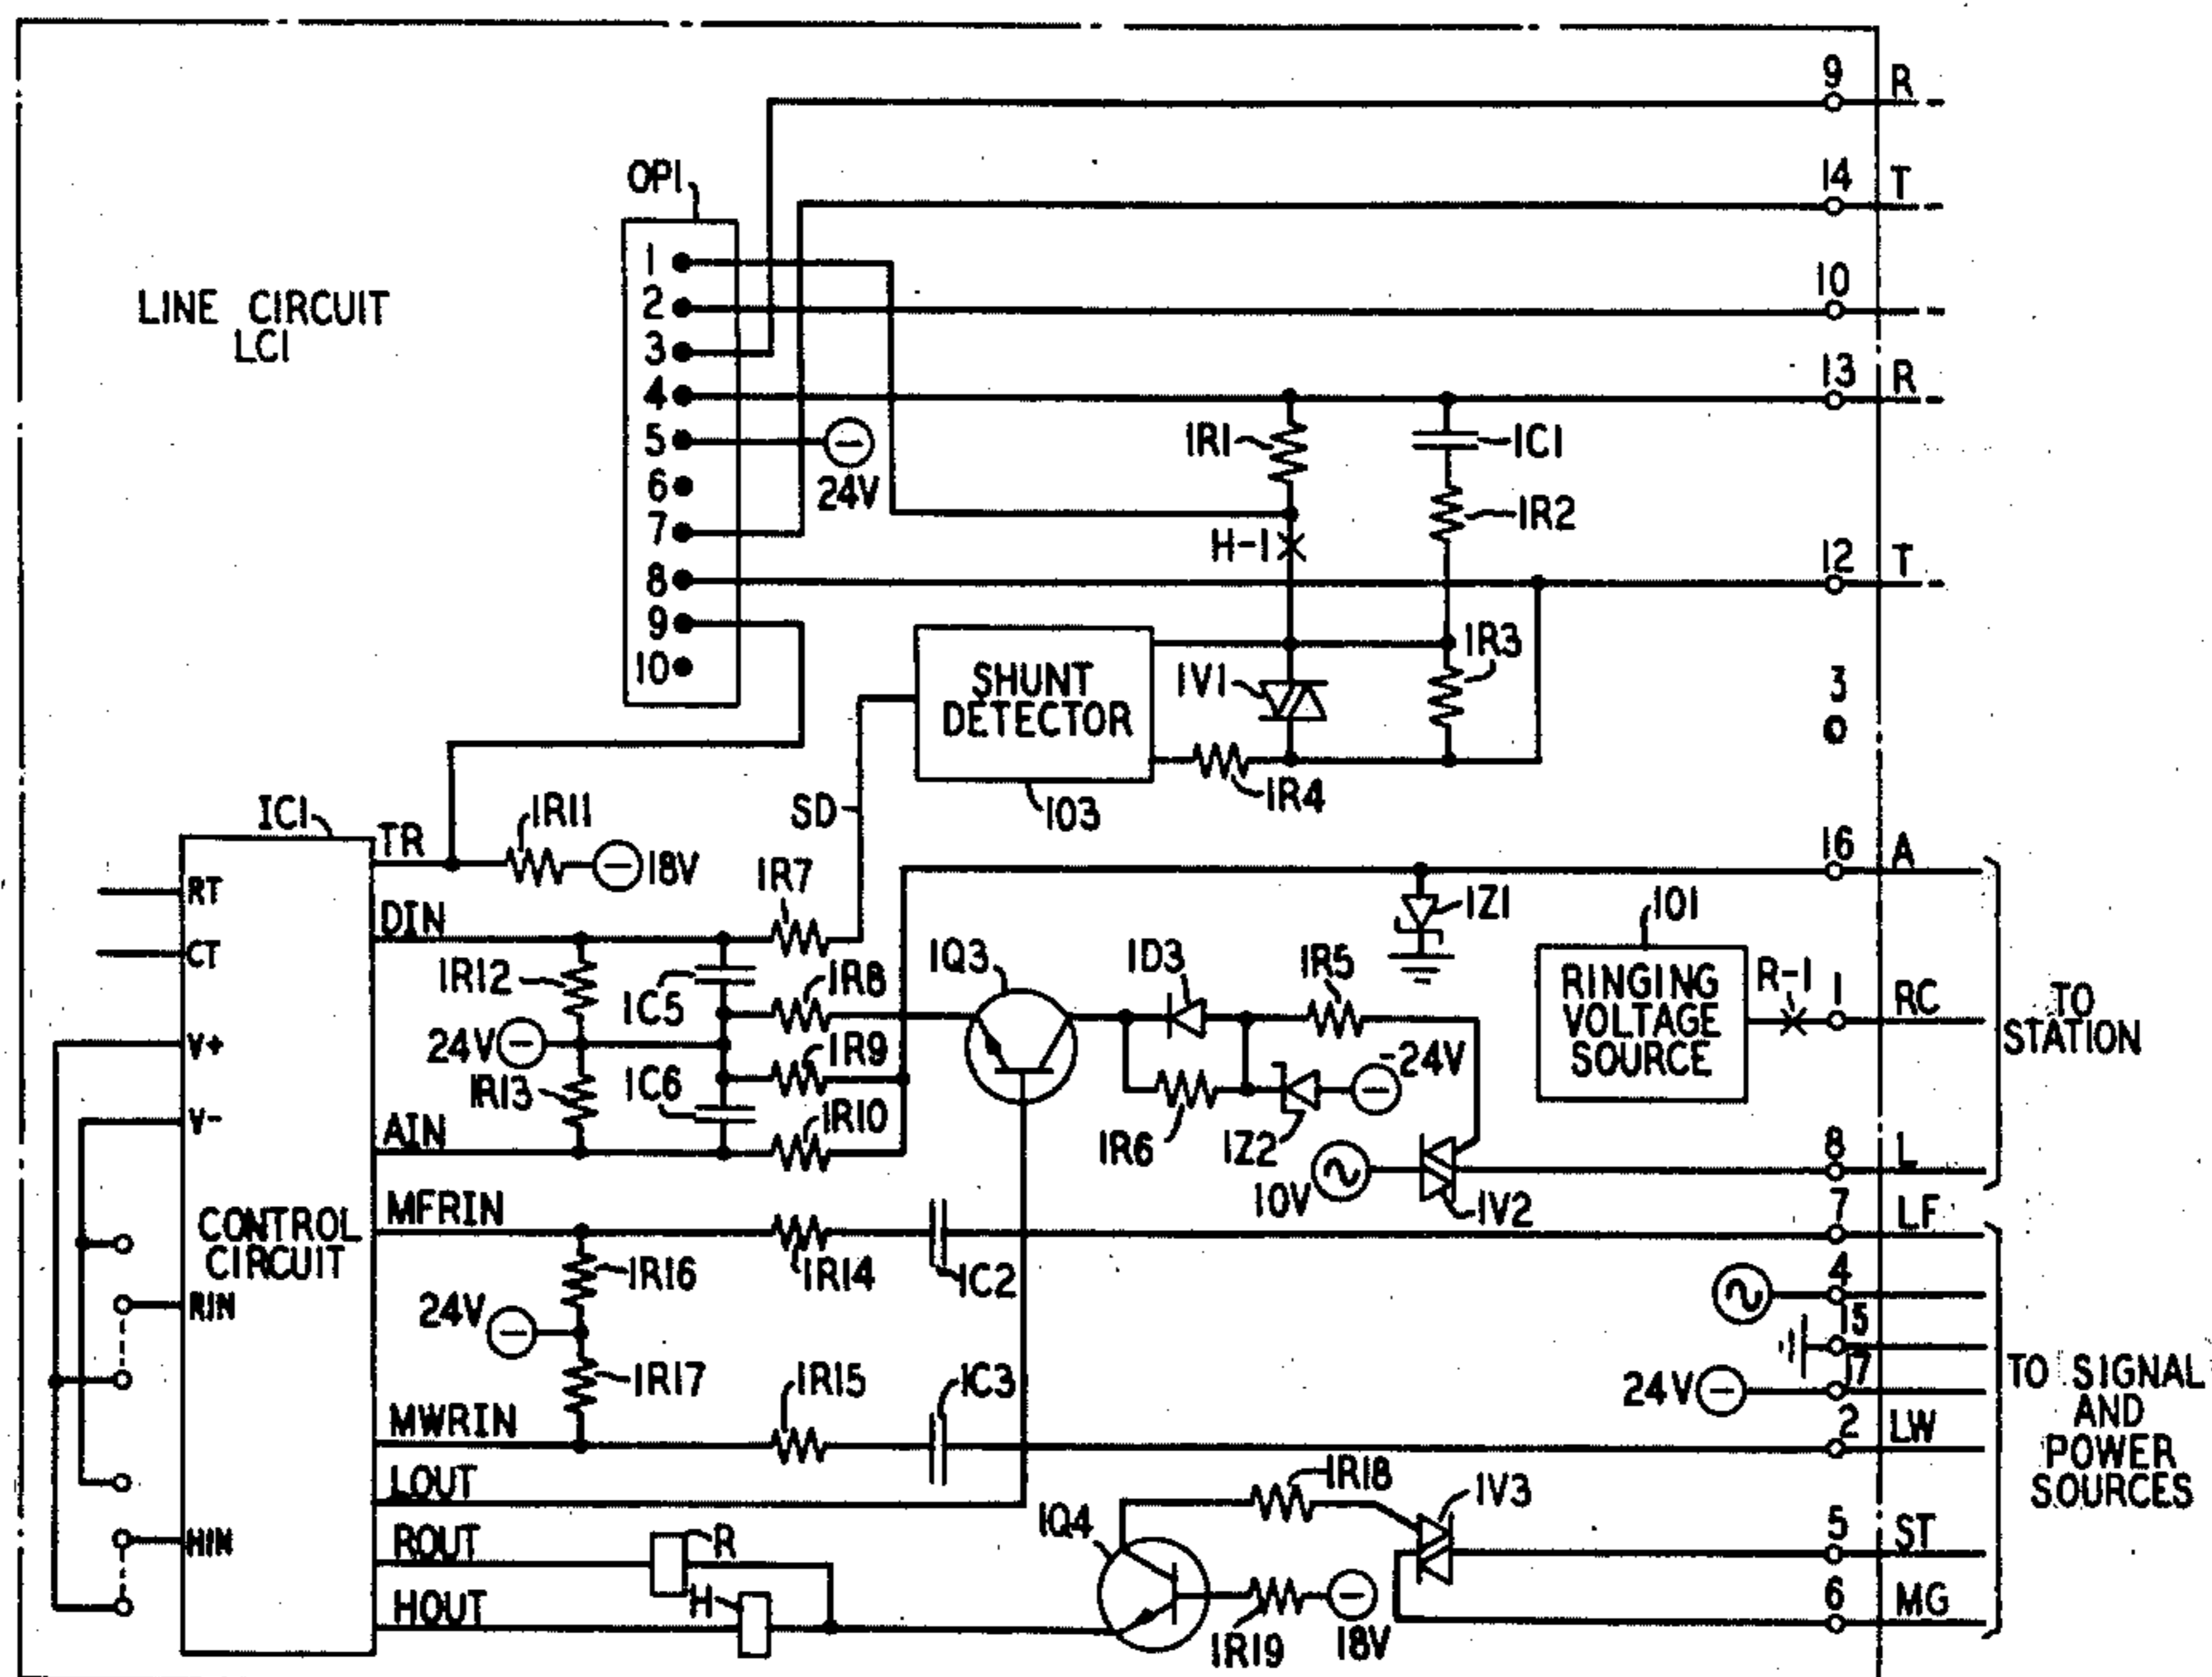 9 R
14 T
OP1
10
LINE CIRCUIT
LC1
1
2
3
4
5
6
7
8
9
10
24V
13 R
1R1
1C1
1R2
H-1
12 T
SHUNT
DETECTOR
1V1
1R3
3
1R4
103
SD
IC1
TR
1R11
18V
16 A
RT
DIN
1R7
1Z1
101
CT
1R12
1C5
1R8
1Q3
1D3
1R5
RINGING
VOLTAGE
SOURCE
R-1
1 RC
TO
STATION
V+
24V
1R9
-24V
1R13
1C6
V-
AIN
1R10
1R6
1Z2
10V
1V2
8 L
7 LF
MFRIN
CONTROL
CIRCUIT
1R16
1R14
1C2
4
RIN
24V
15
17
24V
TO SIGNAL
AND
POWER
SOURCES
1R17
1R15
1C3
2 LW
MWRIN
LOUT
1R18
1V3
1Q4
5 ST
HIN
ROUT
R
HOUT
H
1R19
18V
6 MG